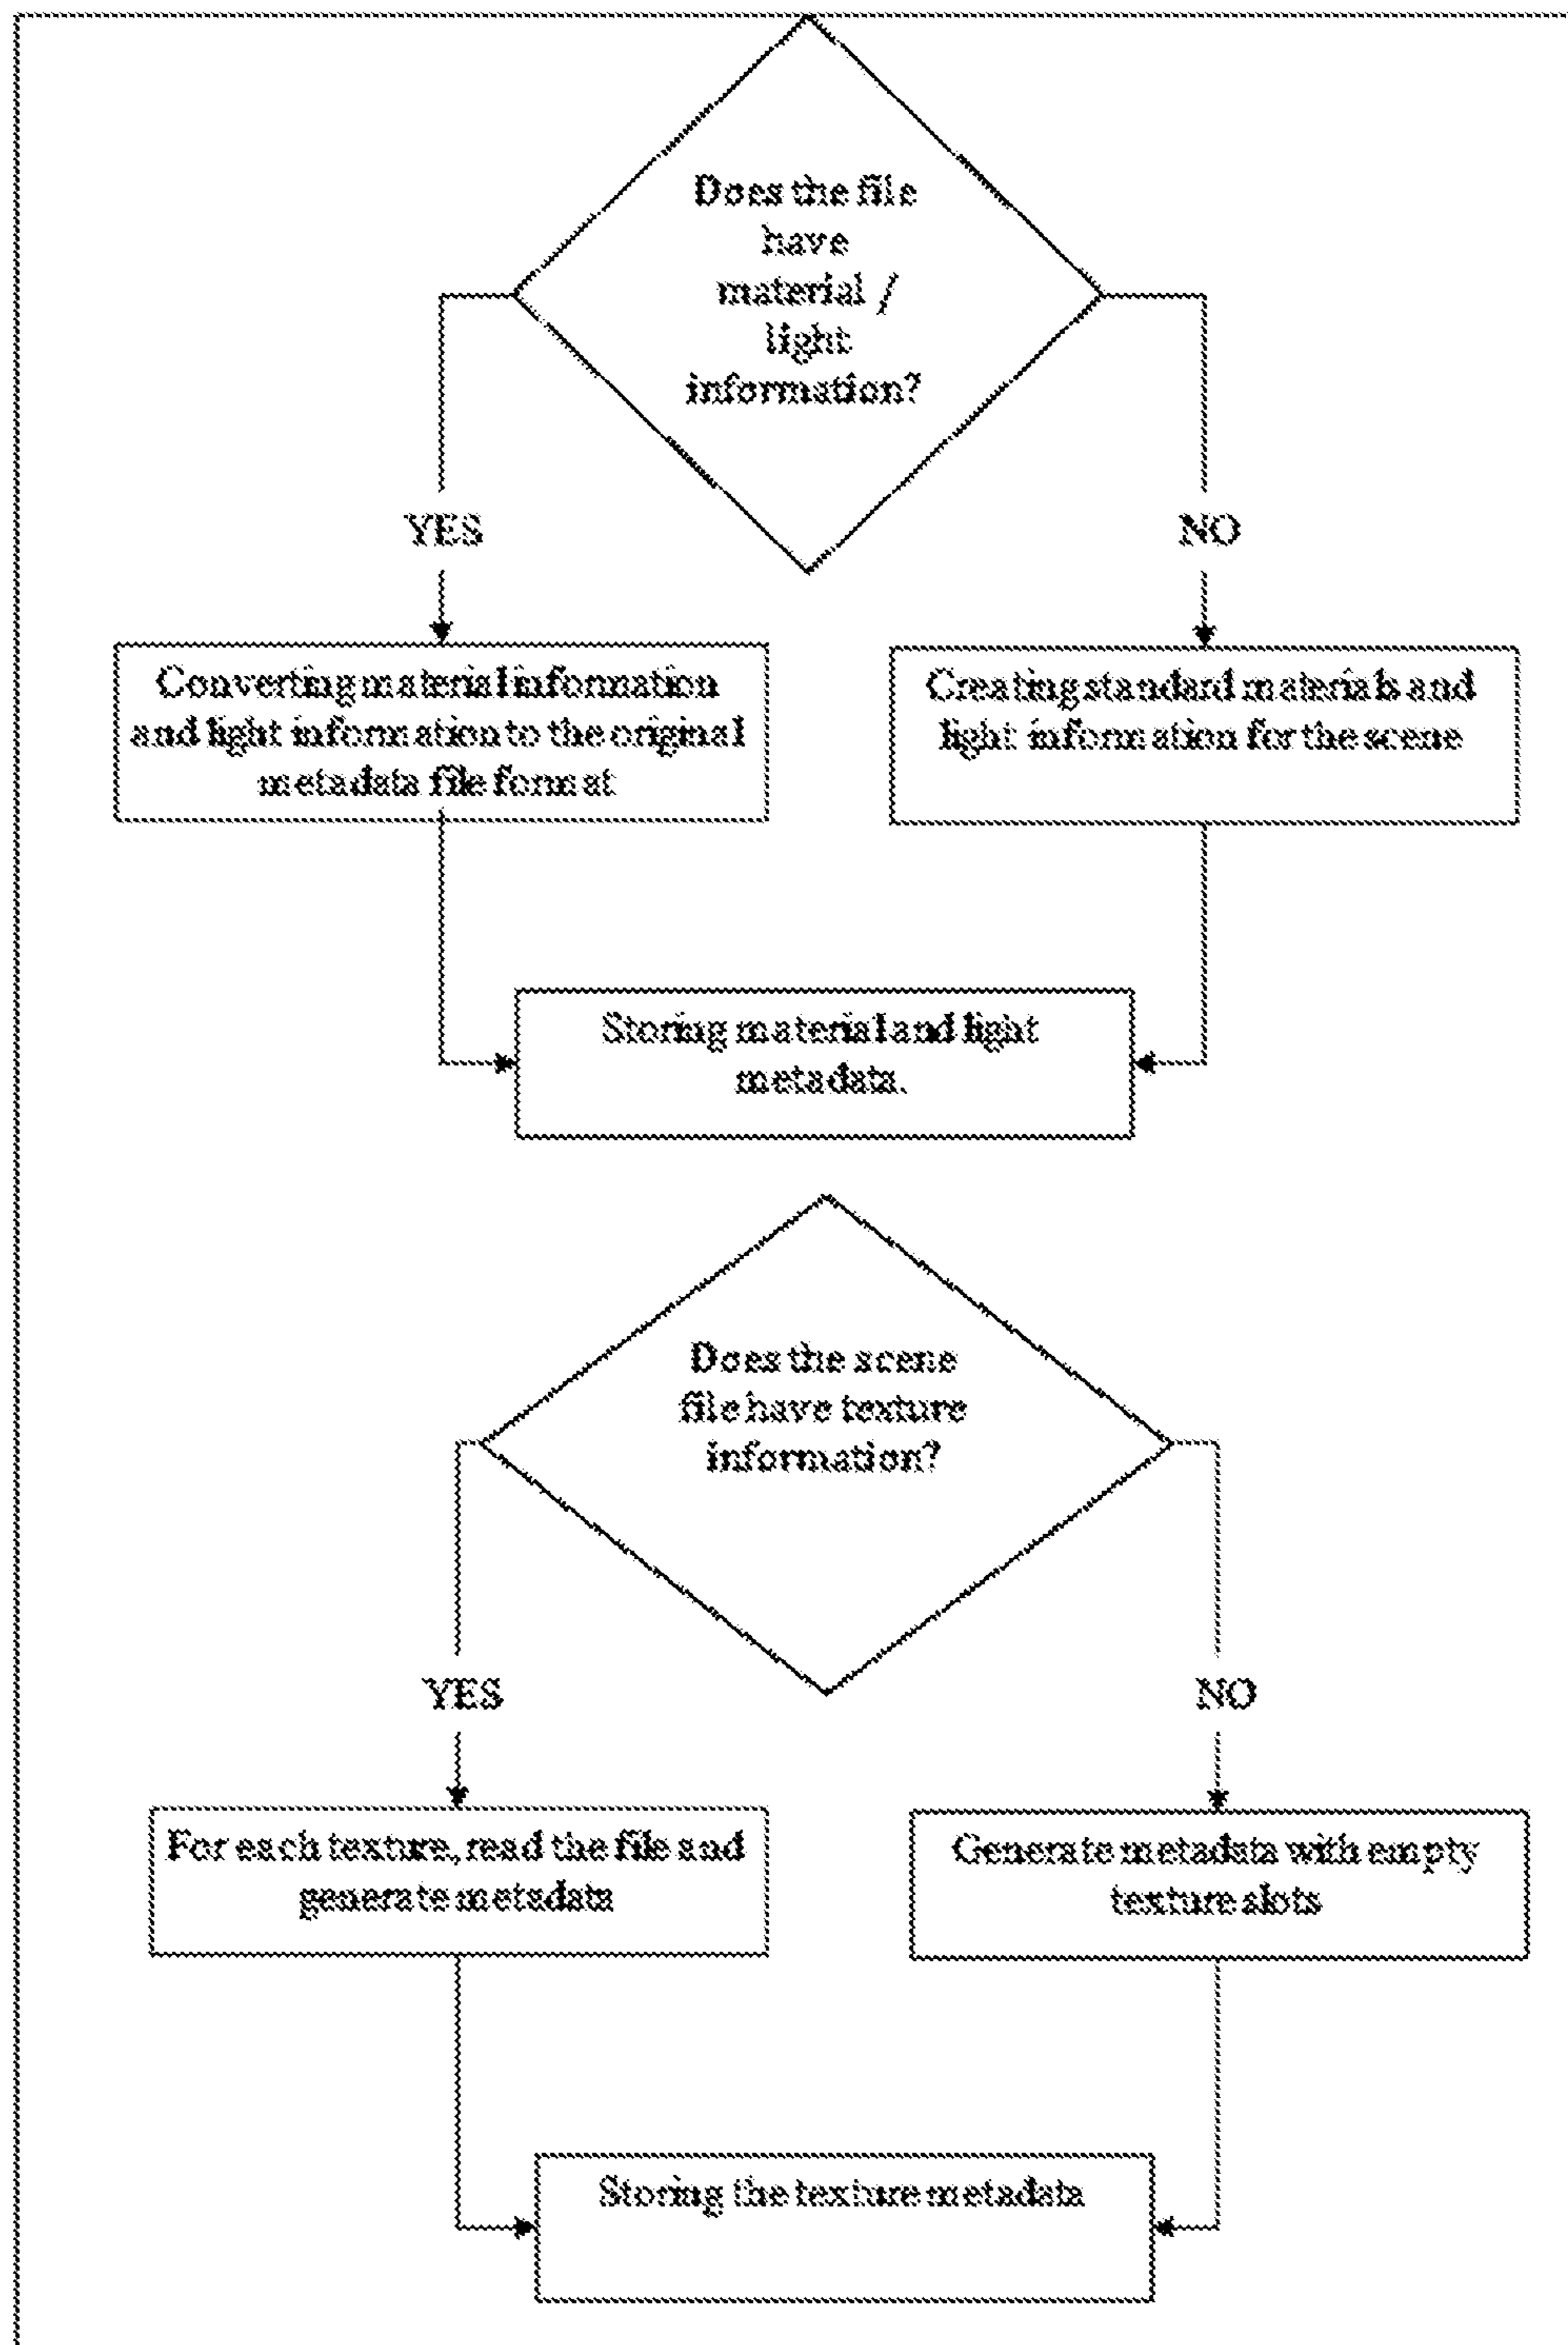 Does the file
have
material /
light
information?
YES
NO
Converting material information
and light information to the original
metadata file format
Creating standard materials and
light information for the scene
Storing material and light
metadata.
Does the scene
file have texture
information?
YES
NO
For each texture, read the file and
generate metadata
Generate metadata with empty
texture slots
Storing the texture metadata